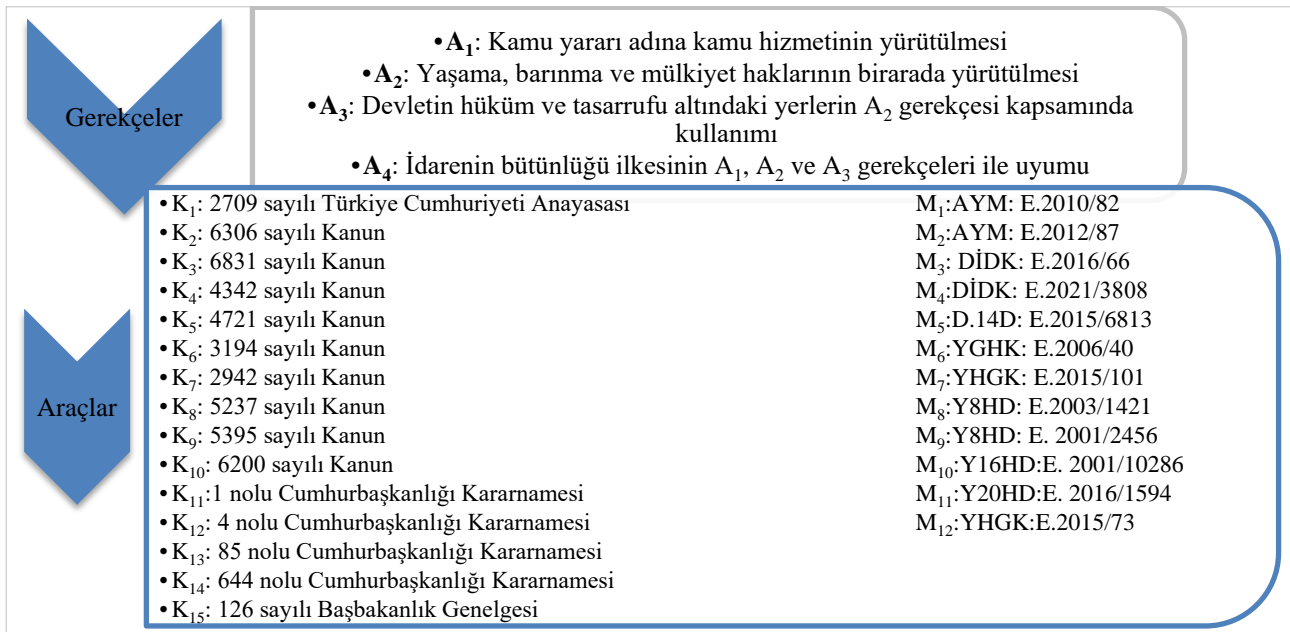 Gerekçeler
•A₁: Kamu yararı adına kamu hizmetinin yürütülmesi
•A₂: Yaşama, barınma ve mülkiyet haklarının birarada yürütülmesi
•A₃: Devletin hüküm ve tasarrufu altındaki yerlerin A₂ gerekçesi kapsamında
kullanımı
•A₄: İdarenin bütünlüğü ilkesinin A₁, A₂ ve A₃ gerekçeleri ile uyumu
Araçlar
•K₁: 2709 sayılı Türkiye Cumhuriyeti Anayasası
•K₂: 6306 sayılı Kanun
•K₃: 6831 sayılı Kanun
•K₄: 4342 sayılı Kanun
•K₅: 4721 sayılı Kanun
•K₆: 3194 sayılı Kanun
•K₇: 2942 sayılı Kanun
•K₈: 5237 sayılı Kanun
•K₉: 5395 sayılı Kanun
•K₁₀: 6200 sayılı Kanun
•K₁₁:1 nolu Cumhurbaşkanlığı Kararnamesi
•K₁₂: 4 nolu Cumhurbaşkanlığı Kararnamesi
•K₁₃: 85 nolu Cumhurbaşkanlığı Kararnamesi
•K₁₄: 644 nolu Cumhurbaşkanlığı Kararnamesi
•K₁₅: 126 sayılı Başbakanlık Genelgesi
M₁:AYM: E.2010/82
M₂:AYM: E.2012/87
M₃: DİDK: E.2016/66
M₄:DİDK: E.2021/3808
M₅:D.14D: E.2015/6813
M₆:YGHK: E.2006/40
M₇:YHGK: E.2015/101
M₈:Y8HD: E.2003/1421
M₉:Y8HD: E. 2001/2456
M₁₀:Y16HD:E. 2001/10286
M₁₁:Y20HD:E. 2016/1594
M₁₂:YHGK:E.2015/73